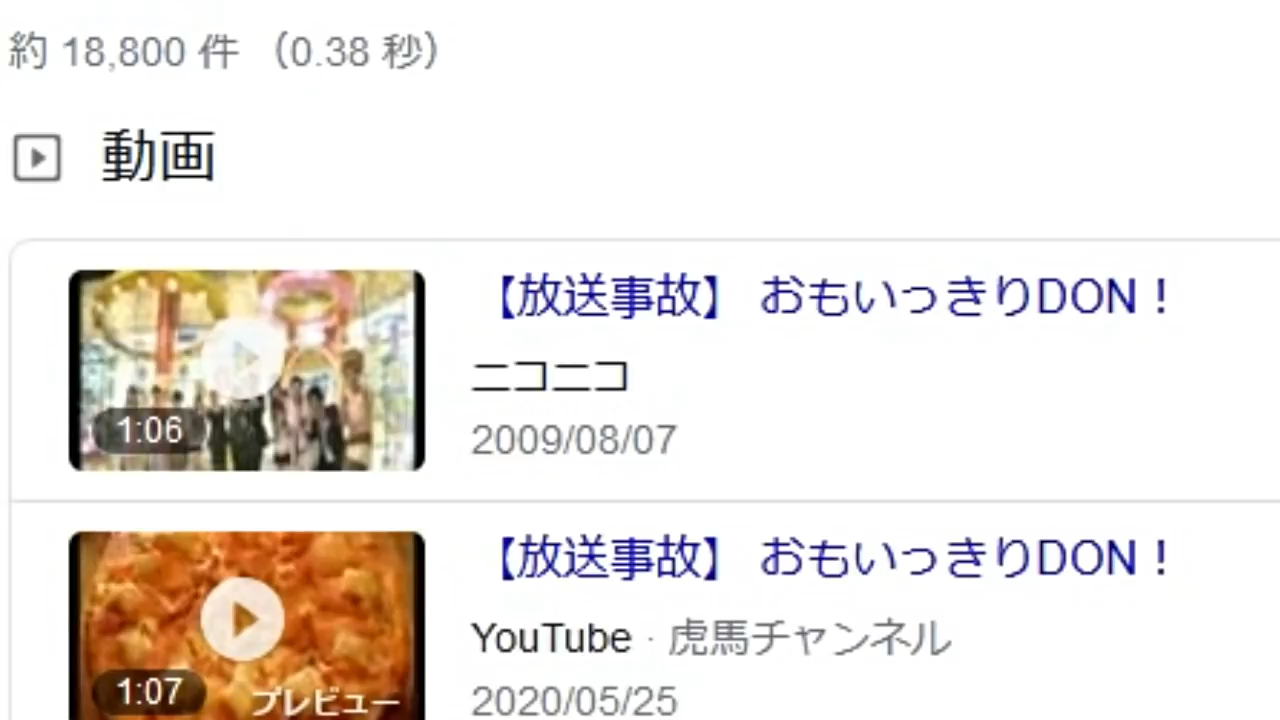 約 18,800 件 （0.38 秒）
動画
【放送事故】 おもいっきりDON！
ニコニコ
2009/08/07
1:06
【放送事故】 おもいっきりDON！
YouTube · 虎馬チャンネル
2020/05/25
1:07
プレビュー